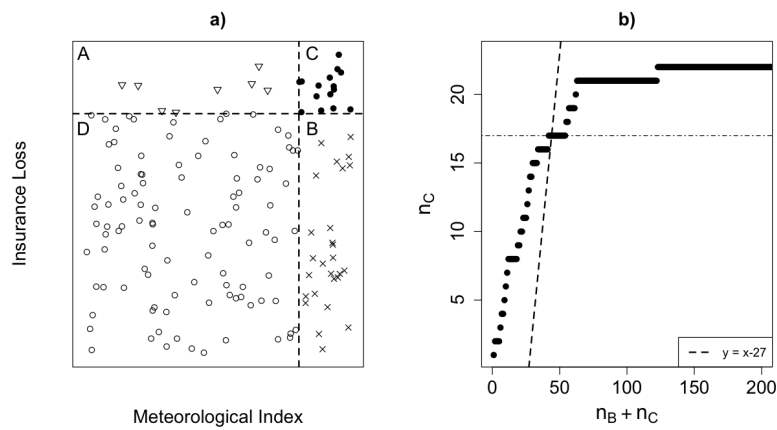 a)
A
C
D
B
Insurance Loss
Meteorological Index
b)
20
15
10
5
n_C
0
50
100
150
200
n_B + n_C
y = x-27